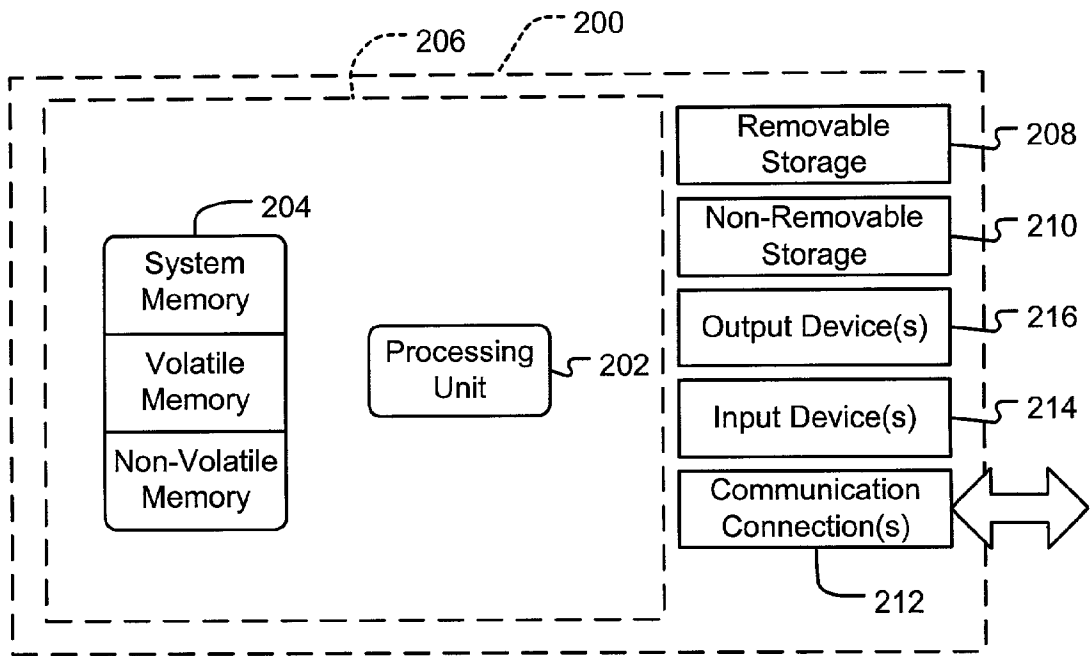 206
200
204
System
Memory
Volatile
Memory
Non-Volatile
Memory
Processing
Unit
202
Removable
Storage
208
Non-Removable
Storage
210
Output Device(s)
216
Input Device(s)
214
Communication
Connection(s)
212